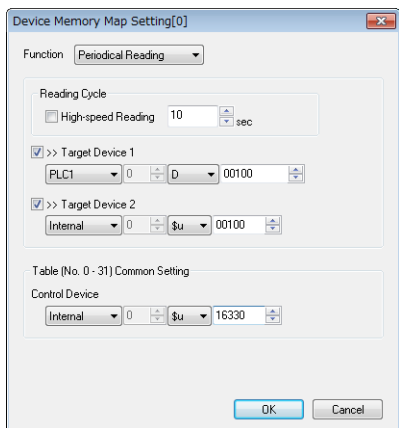 Device Memory Map Setting[0]
Function Periodical Reading
Reading Cycle
High-speed Reading 10 sec
>> Target Device 1
PLC1 0 D 00100
>> Target Device 2
Internal 0 $u 00100
Table (No. 0 - 31) Common Setting
Control Device
Internal 0 $u 16330
OK Cancel